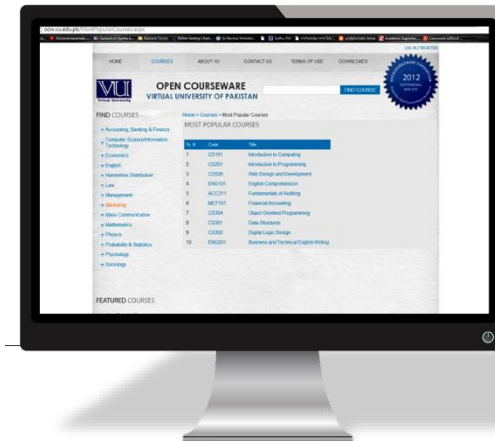 ocw.vu.edu.pk/MostPopularCourses.aspx
LOG IN / REGISTER
HOME COURSES ABOUT VU CONTACT US TERMS OF USE DOWNLOADS
VU
Virtual University
OPEN COURSEWARE
VIRTUAL UNIVERSITY OF PAKISTAN
FIND COURSE
2012
FIND COURSES
+ Accounting, Banking & Finance
+ Computer Science/Information Technology
+ Economics
+ English
+ Humanities Distribution
+ Law
+ Management
+ Marketing
+ Mass Communication
+ Mathematics
+ Physics
+ Probability & Statistics
+ Psychology
+ Sociology
Home > Courses > Most Popular Courses
MOST POPULAR COURSES
Sr. # Code Title
1 CS101 Introduction to Computing
2 CS201 Introduction to Programming
3 CS506 Web Design and Development
4 ENG101 English Comprehension
5 ACC311 Fundamentals of Auditing
6 MGT101 Financial Accounting
7 CS304 Object Oriented Programming
8 CS301 Data Structures
9 CS302 Digital Logic Design
10 ENG201 Business and Technical English Writing
FEATURED COURSES